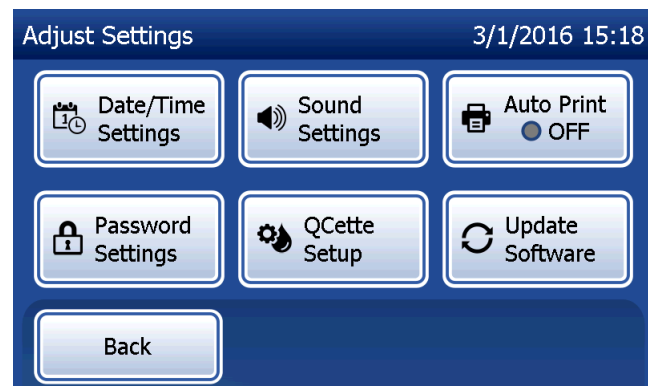 Adjust Settings 3/1/2016 15:18
Date/Time
Settings
Sound
Settings
Auto Print
OFF
Password
Settings
QCette
Setup
Update
Software
Back